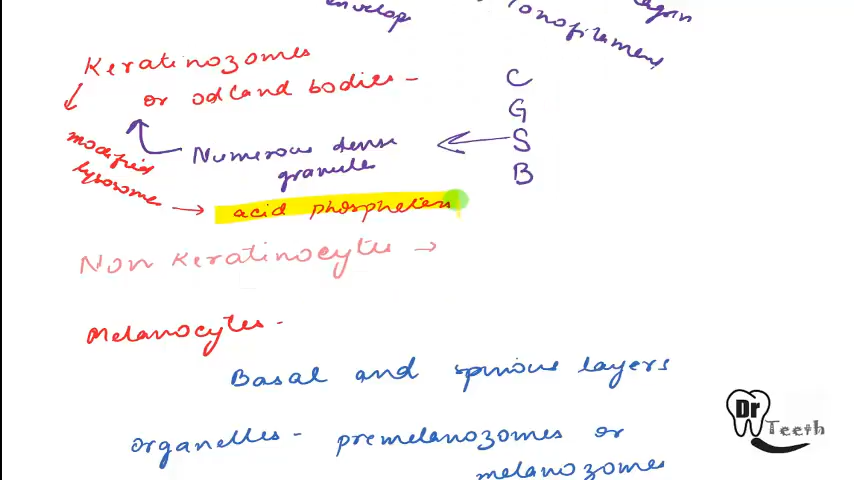 envelop
Tonofilament
Keratinozomes
or odland bodies -
C
G
S
B
Numerous dense
granules
modified
lysosome
acid phosphatase
Non Keratinocyte →
Melanocytes -
Basal and spinous layers
organelles - premelanozomes or
melanozomes
Dr
Teeth